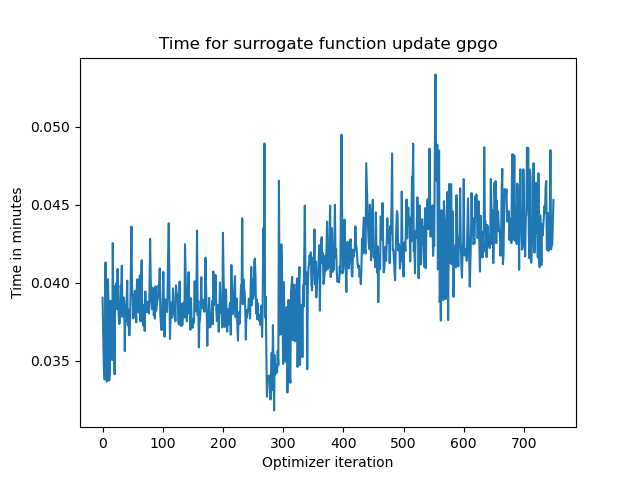 Time for surrogate function update gpgo
Time in minutes
0.050
0.045
0.040
0.035
0 100 200 300 400 500 600 700
Optimizer iteration